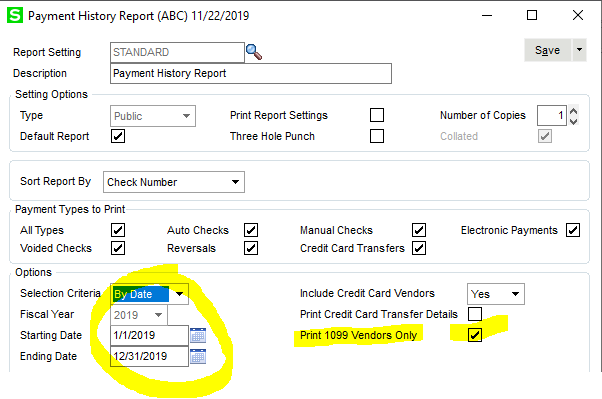 S Payment History Report (ABC) 11/22/2019
Report Setting STANDARD Save
Description Payment History Report
Setting Options
Type Public Print Report Settings Number of Copies 1
Default Report Three Hole Punch Collated
Sort Report By Check Number
Payment Types to Print
All Types Auto Checks Manual Checks Electronic Payments
Voided Checks Reversals Credit Card Transfers
Options
Selection Criteria By Date Include Credit Card Vendors Yes
Fiscal Year 2019 Print Credit Card Transfer Details
Starting Date 1/1/2019 Print 1099 Vendors Only
Ending Date 12/31/2019